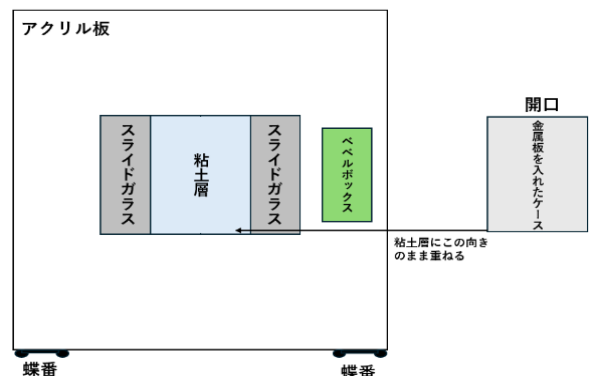 アクリル板
開口
スライドガラス
粘土層
スライドガラス
ベベルボックス
金属板を入れたケース
粘土層にこの向き
のまま重ねる
蝶番
蝶番